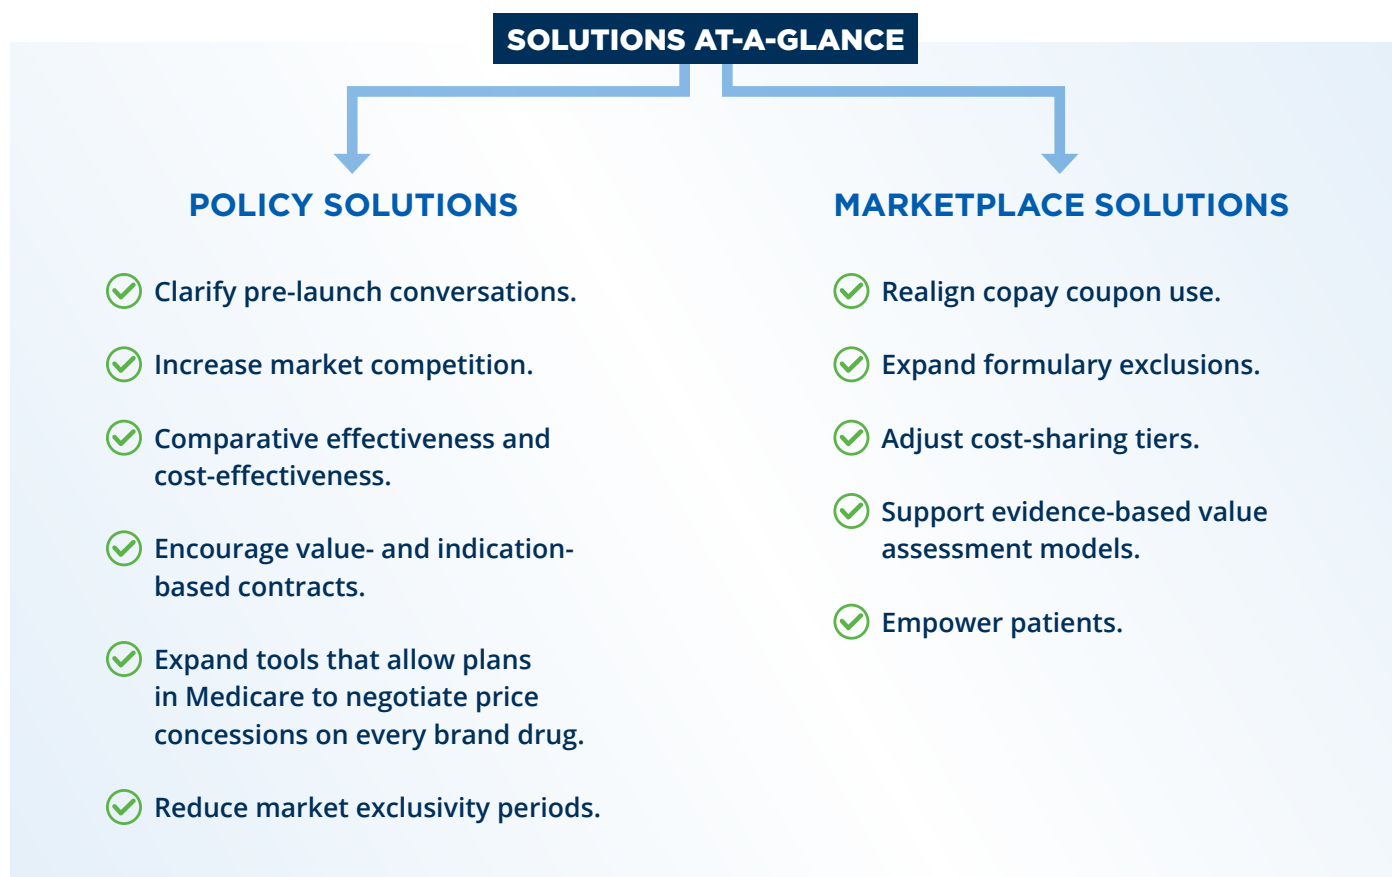 SOLUTIONS AT-A-GLANCE
POLICY SOLUTIONS
Clarify pre-launch conversations.
Increase market competition.
Comparative effectiveness and
cost-effectiveness.
Encourage value- and indication-
based contracts.
Expand tools that allow plans
in Medicare to negotiate price
concessions on every brand drug.
Reduce market exclusivity periods.
MARKETPLACE SOLUTIONS
Realign copay coupon use.
Expand formulary exclusions.
Adjust cost-sharing tiers.
Support evidence-based value
assessment models.
Empower patients.